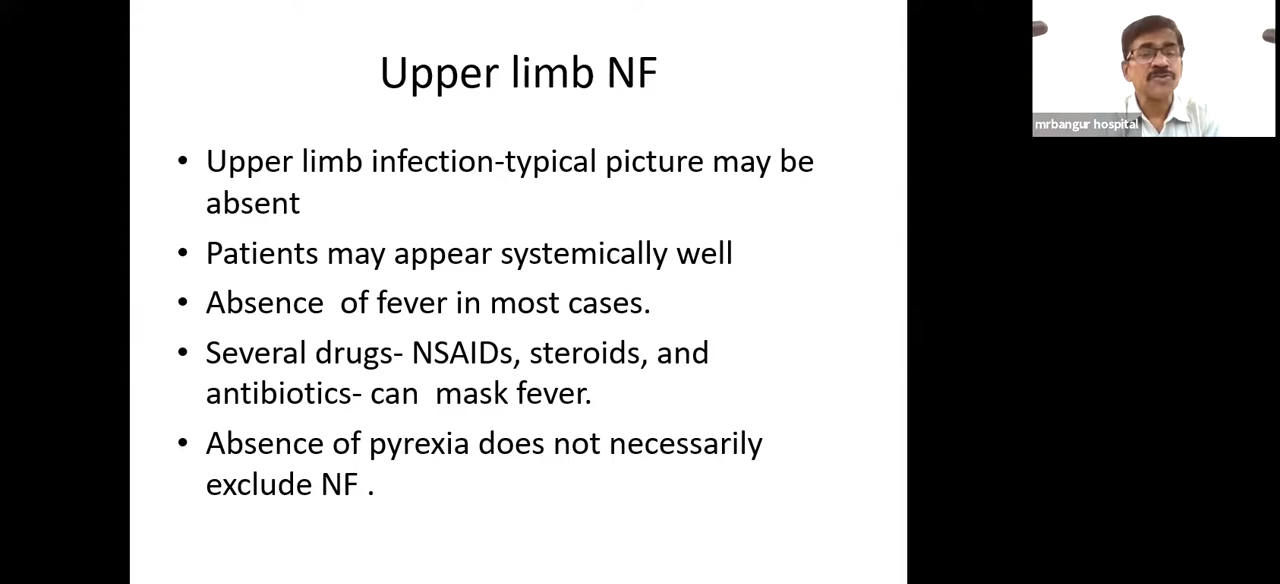 Upper limb NF
mrbangur hospital
• Upper limb infection-typical picture may be
absent
• Patients may appear systemically well
• Absence  of fever in most cases.
• Several drugs- NSAIDs, steroids, and
antibiotics- can  mask fever.
• Absence of pyrexia does not necessarily
exclude NF .